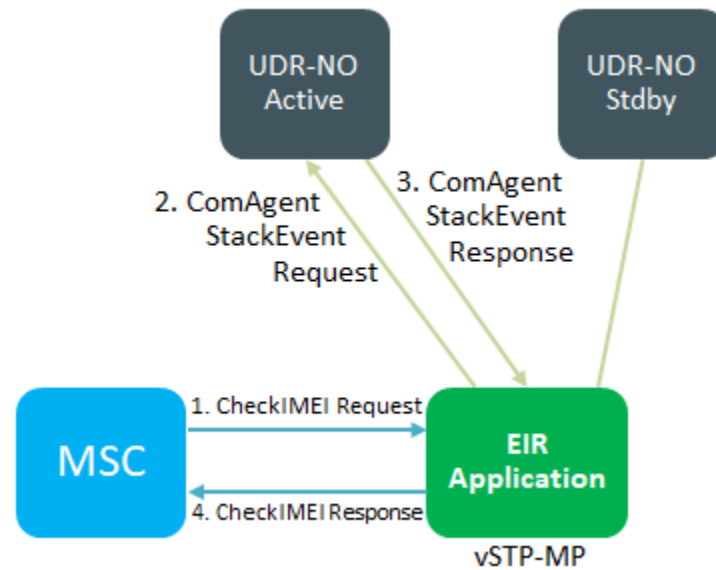 UDR-NO
Active
UDR-NO
Stdby
2. ComAgent
StackEvent
Request
3. ComAgent
StackEvent
Response
1. CheckIMEI Request
MSC
EIR
Application
4. CheckIMEI Response
vSTP-MP